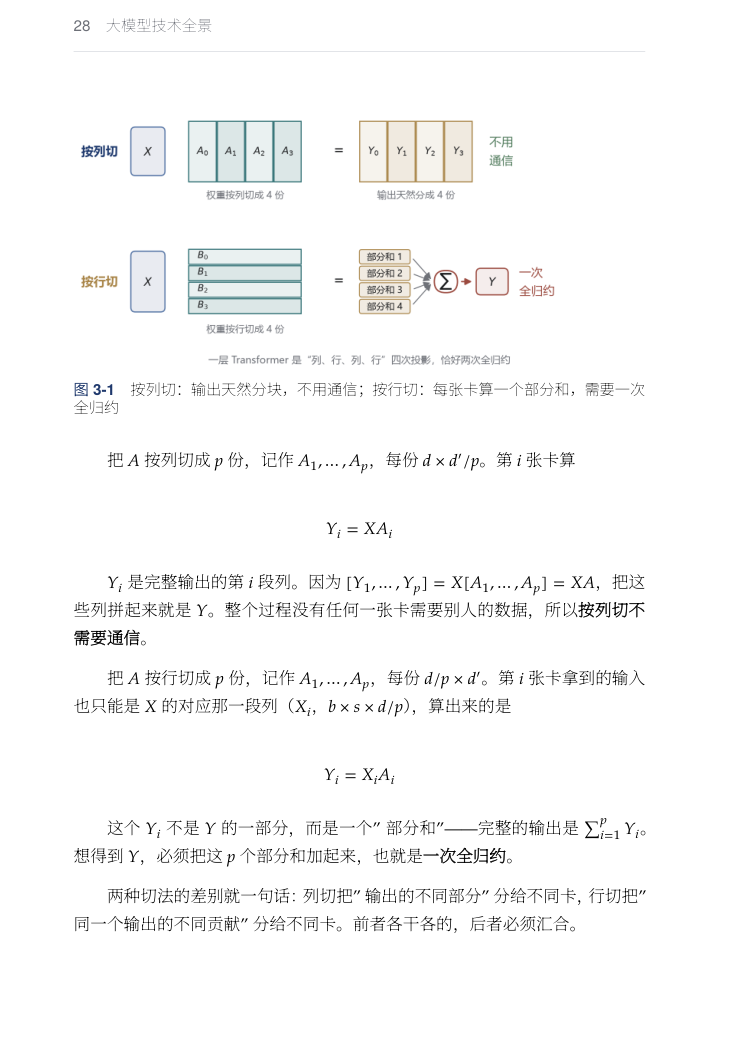 28 大模型技术全景
按列切 X A₀ A₁ A₂ A₃ = Y₀ Y₁ Y₂ Y₃ 不用
通信
权重按列切成 4 份 输出天然分成 4 份
按行切 X B₀ B₁ B₂ B₃ = 部分和 1 部分和 2 部分和 3 部分和 4 Σ Y 一次
全归约
权重按行切成 4 份
一层 Transformer 是“列、行、列、行”四次投影，恰好两次全归约
图 3-1 按列切：输出天然分块，不用通信；按行切：每张卡算一个部分和，需要一次
全归约
把 A 按列切成 p 份，记作 A₁, … , Aₚ，每份 d × d′/p。第 i 张卡算
Yᵢ = XAᵢ
Yᵢ 是完整输出的第 i 段列。因为 [Y₁, … , Yₚ] = X[A₁, … , Aₚ] = XA，把这
些列拼起来就是 Y。整个过程没有任何一张卡需要别人的数据，所以按列切不
需要通信。
把 A 按行切成 p 份，记作 A₁, … , Aₚ，每份 d/p × d′。第 i 张卡拿到的输入
也只能是 X 的对应那一段列（Xᵢ，b × s × d/p），算出来的是
Yᵢ = XᵢAᵢ
这个 Yᵢ 不是 Y 的一部分，而是一个” 部分和”——完整的输出是 ∑ᵖᵢ₌₁ Yᵢ。
想得到 Y，必须把这 p 个部分和加起来，也就是一次全归约。
两种切法的差别就一句话：列切把” 输出的不同部分” 分给不同卡，行切把”
同一个输出的不同贡献” 分给不同卡。前者各干各的，后者必须汇合。